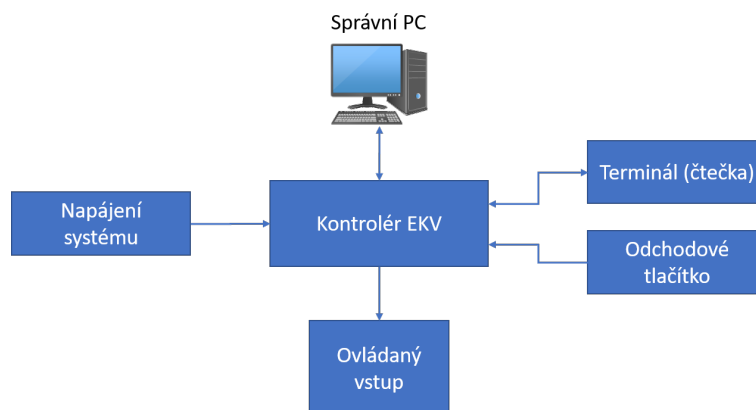 Správní PC
Napájení
systému
Kontrolér EKV
Terminál (čtečka)
Odchodové
tlačítko
Ovládaný
vstup